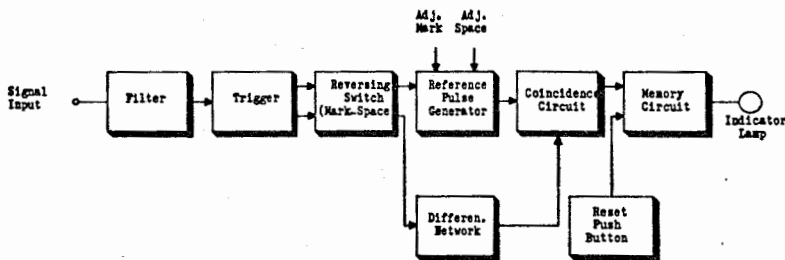 Adj.
Mark
Adj.
Space
Signal
Input
Filter
Trigger
Reversing
Switch
(Mark-Space
Reference
Pulse
Generator
Coincidence
Circuit
Memory
Circuit
Indicator
Lamp
Differen.
Network
Reset
Push
Button